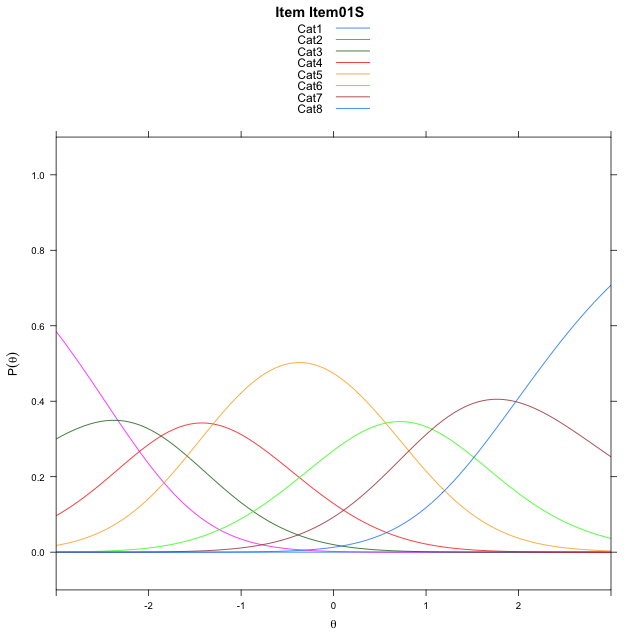 Item Item01S
Cat1
Cat2
Cat3
Cat4
Cat5
Cat6
Cat7
Cat8
1.0
0.8
0.6
0.4
0.2
0.0
P(θ)
-2 -1 0 1 2
θ